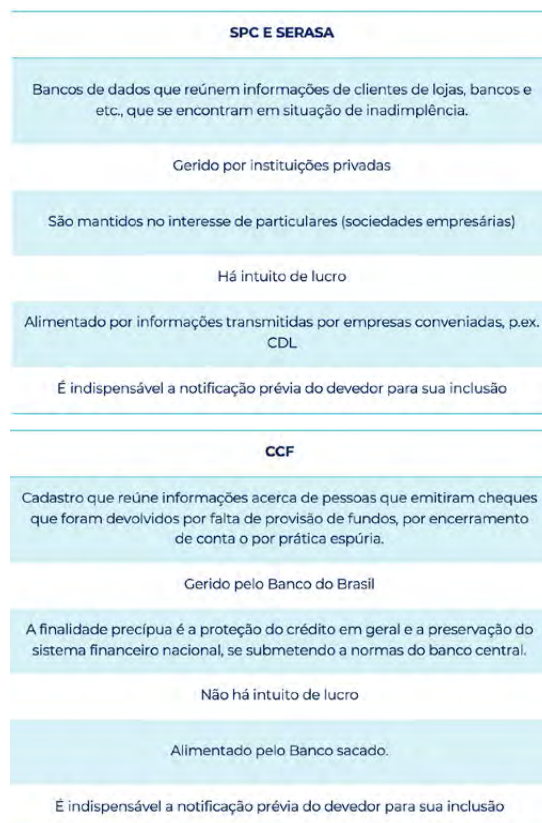 SPC E SERASA
Bancos de dados que reúnem informações de clientes de lojas, bancos e
etc., que se encontram em situação de inadimplência.
Gerido por instituições privadas
São mantidos no interesse de particulares (sociedades empresárias)
Há intuito de lucro
Alimentado por informações transmitidas por empresas conveniadas, p.ex.
CDL
É indispensável a notificação prévia do devedor para sua inclusão
CCF
Cadastro que reúne informações acerca de pessoas que emitiram cheques
que foram devolvidos por falta de provisão de fundos, por encerramento
de conta o por prática espúria.
Gerido pelo Banco do Brasil
A finalidade precípua é a proteção do crédito em geral e a preservação do
sistema financeiro nacional, se submetendo a normas do banco central.
Não há intuito de lucro
Alimentado pelo Banco sacado.
É indispensável a notificação prévia do devedor para sua inclusão